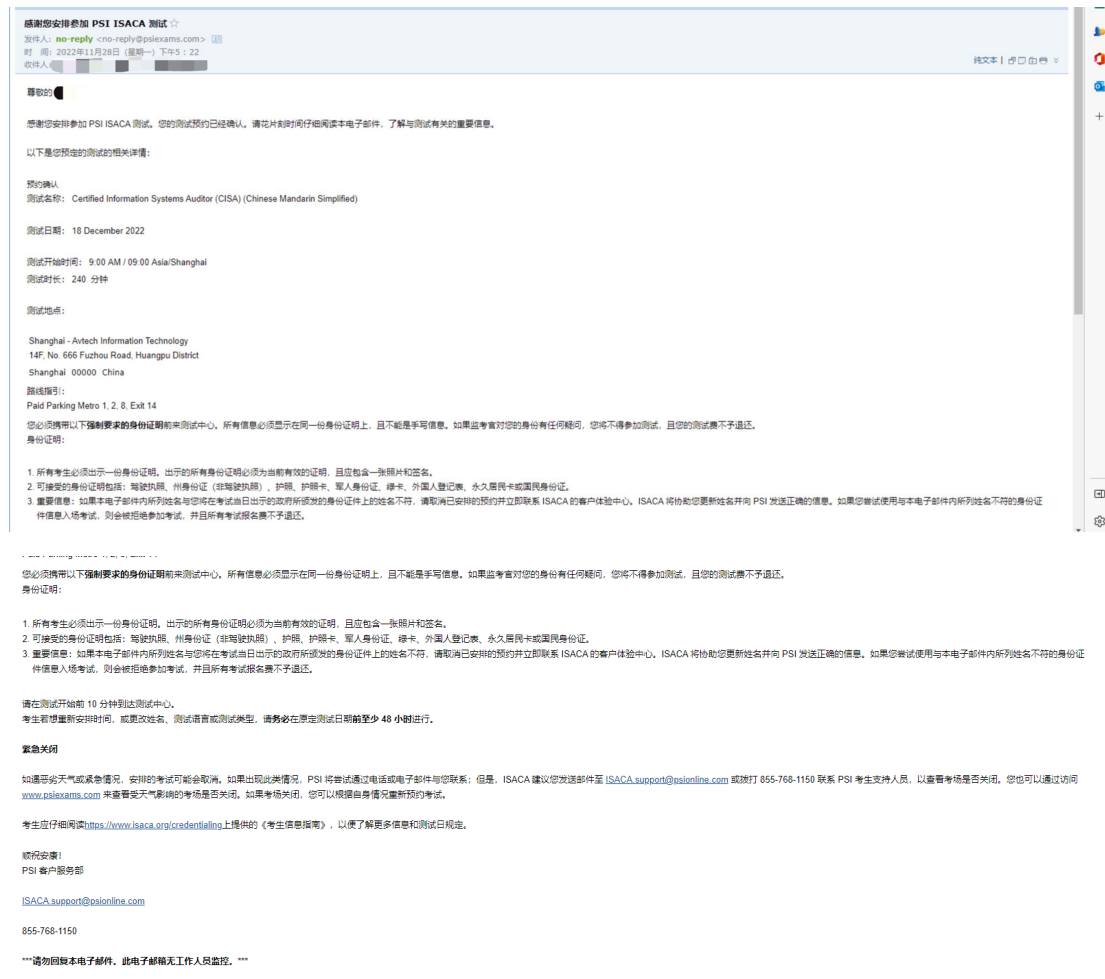 感谢您安排参加 PSI ISACA 测试 ☆
发件人: no-reply <no-reply@psiexams.com>
时 间: 2022年11月28日 (星期一) 下午5:22
纯文本 |
收件人:
尊敬的
感谢您安排参加 PSI ISACA 测试。您的测试预约已经确认。请花片刻时间仔细阅读本电子邮件，了解与测试有关的重要信息。
以下是您预定的测试的相关详情：
预约确认
测试名称： Certified Information Systems Auditor (CISA) (Chinese Mandarin Simplified)
测试日期： 18 December 2022
测试开始时间： 9:00 AM / 09:00 Asia/Shanghai
测试时长： 240 分钟
测试地点：
Shanghai - Avtech Information Technology
14F, No. 666 Fuzhou Road, Huangpu District
Shanghai 00000 China
路线指引：
Paid Parking Metro 1, 2, 8, Exit 14
您必须携带以下强制要求的身份证明前来测试中心。所有信息必须显示在同一份身份证明上，且不能是手写信息。如果监考官对您的身份有任何疑问，您将不得参加测试，且您的测试费不予退还。
身份证明：
1. 所有考生必须出示一份身份证明。出示的所有身份证明必须为当前有效的证明，且应包含一张照片和签名。
2. 可接受的身份证明包括：驾驶执照、州身份证（非驾驶执照）、护照、护照卡、军人身份证、绿卡、外国人登记表、永久居民卡或国民身份证。
3. 重要信息：如果本电子邮件内所列姓名与您将在考试当日出示的政府所颁发的身份证件上的姓名不符，请取消已安排的预约并立即联系 ISACA 的客户体验中心。ISACA 将协助您更新姓名并向 PSI 发送正确的信息。如果您尝试使用与本电子邮件内所列姓名不符的身份证
件信息入场考试，则会被拒绝参加考试，并且所有考试报名费不予退还。
Paid Parking Metro 1, 2, 8, Exit 14
您必须携带以下强制要求的身份证明前来测试中心。所有信息必须显示在同一份身份证明上，且不能是手写信息。如果监考官对您的身份有任何疑问，您将不得参加测试，且您的测试费不予退还。
身份证明：
1. 所有考生必须出示一份身份证明。出示的所有身份证明必须为当前有效的证明，且应包含一张照片和签名。
2. 可接受的身份证明包括：驾驶执照、州身份证（非驾驶执照）、护照、护照卡、军人身份证、绿卡、外国人登记表、永久居民卡或国民身份证。
3. 重要信息：如果本电子邮件内所列姓名与您将在考试当日出示的政府所颁发的身份证件上的姓名不符，请取消已安排的预约并立即联系 ISACA 的客户体验中心。ISACA 将协助您更新姓名并向 PSI 发送正确的信息。如果您尝试使用与本电子邮件内所列姓名不符的身份证
件信息入场考试，则会被拒绝参加考试，并且所有考试报名费不予退还。
请在测试开始前 10 分钟到达测试中心。
考生若想重新安排时间，或更改姓名、测试语言或测试类型，请务必在原定测试日期前至少 48 小时进行。
紧急关闭
如遇恶劣天气或紧急情况，安排的考试可能会取消。如果出现此类情况，PSI 将尝试通过电话或电子邮件与您联系；但是，ISACA 建议您发送邮件至 ISACA.support@psionline.com 或拨打 855-768-1150 联系 PSI 考生支持人员，以查看考场是否关闭。您也可以通过访问
www.psiexams.com 来查看受天气影响的考场是否关闭。如果考场关闭，您可以根据自身情况重新预约考试。
考生应仔细阅读https://www.isaca.org/credentialing上提供的《考生信息指南》，以便了解更多信息和测试日规定。
顺祝安康！
PSI 客户服务部
ISACA.support@psionline.com
855-768-1150
***请勿回复本电子邮件。此电子邮箱无工作人员监控。***